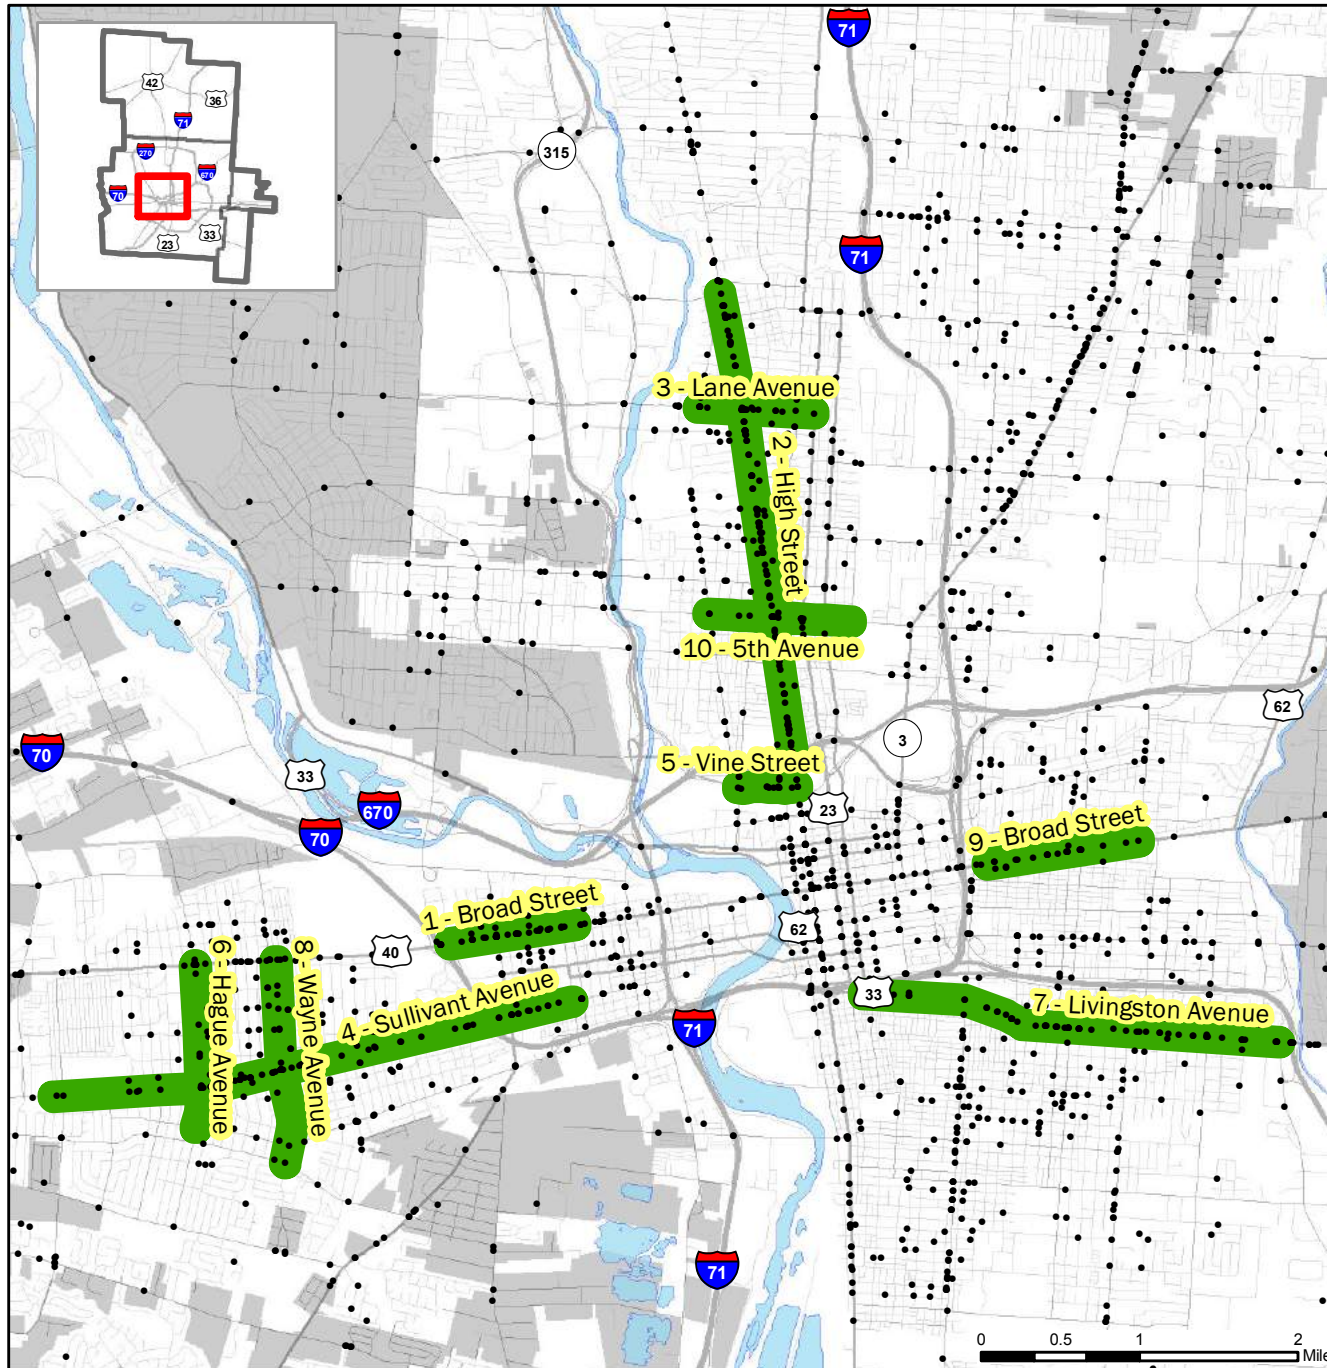 71
42
36
71
270
670
70
33
23
315
71
3 - Lane Avenue
2 - High Street
10 - 5th Avenue
62
3
70
5 - Vine Street
33
670
23
70
9 - Broad Street
1 - Broad Street
62
40
6 - Hague Avenue
8 - Wayne Avenue
4 - Sullivant Avenue
33
7 - Livingston Avenue
71
71
0 0.5 1 2
Mile